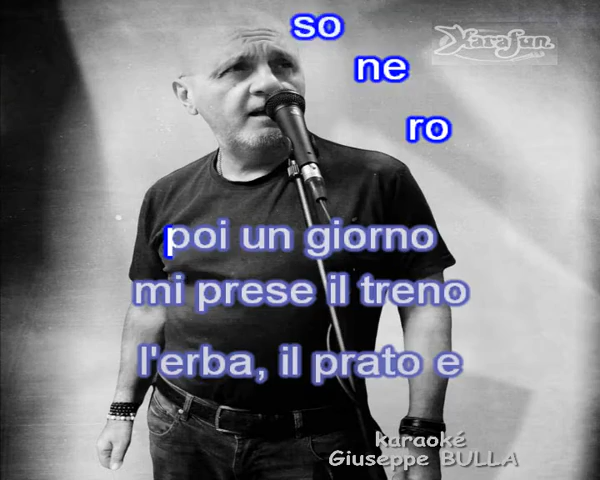 so
Karafun
ne
ro
poi un giorno
mi prese il treno
l'erba, il prato e
karaoké
Giuseppe BULLA